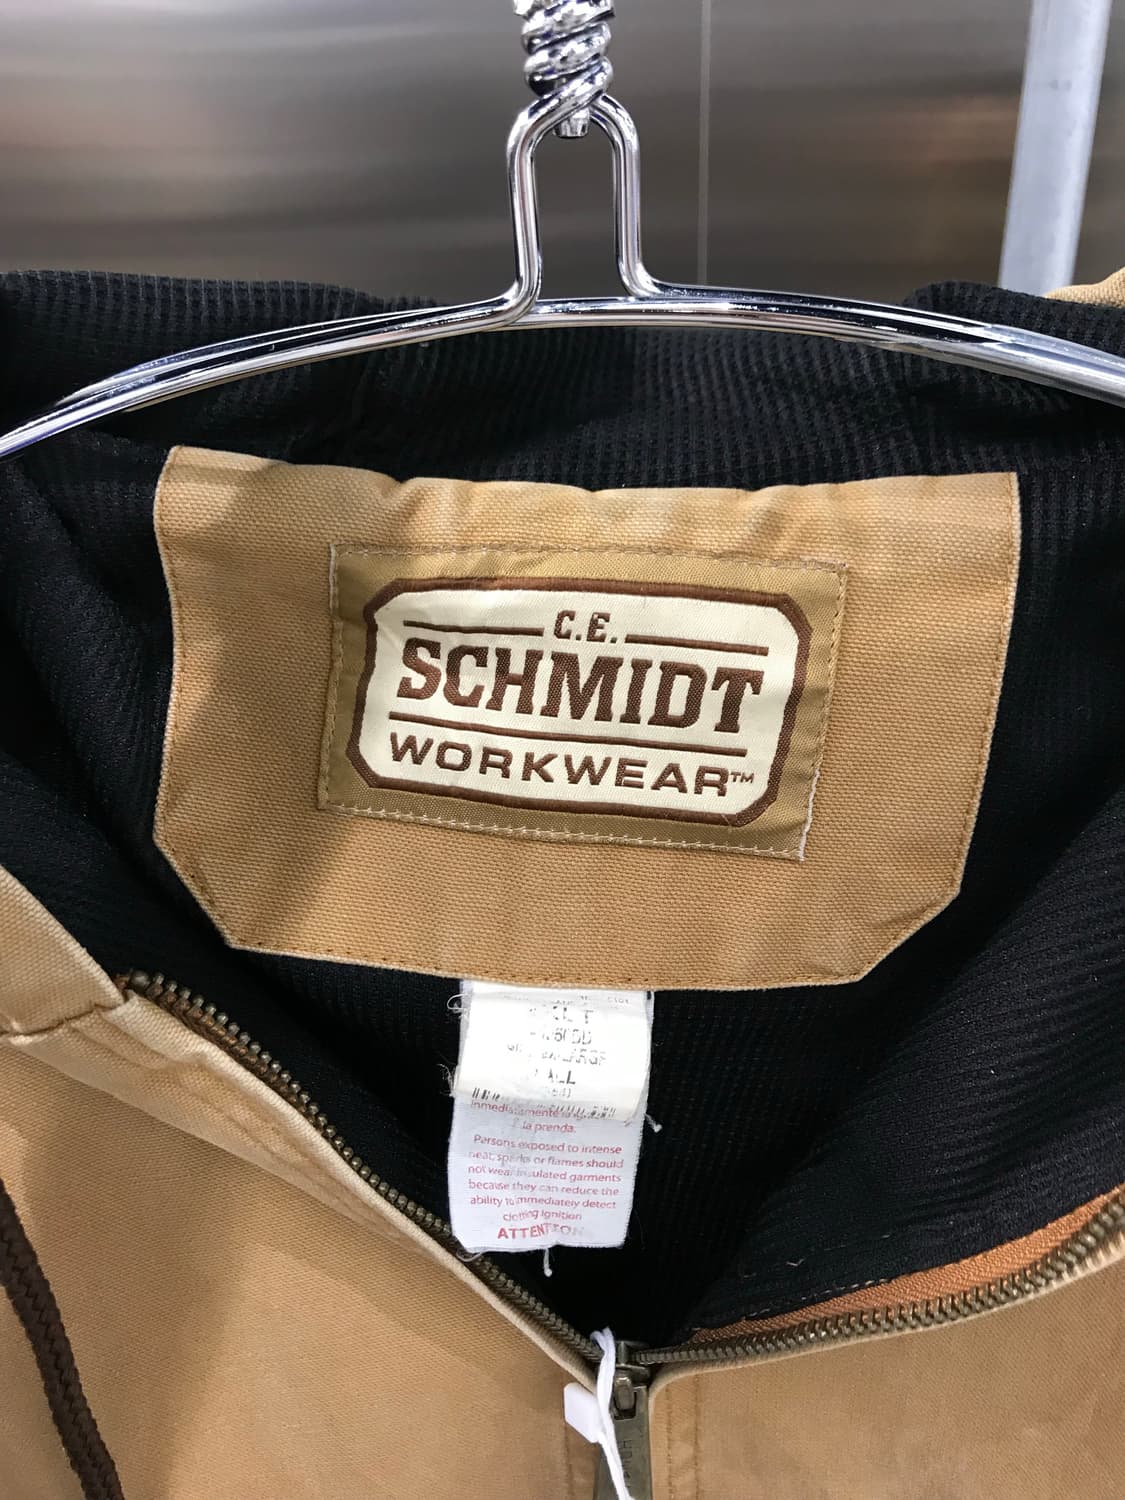 C.E.
SCHMIDT
WORKWEAR™
la prenda.
Persons exposed to intense
heat, sparks or flames should
not wear insulated garments
because they can reduce the
ability to immediately detect
clothing ignition
ATTENTION